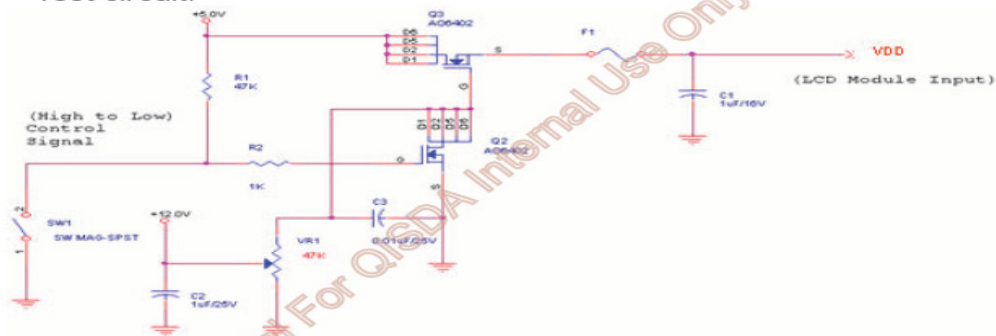 +5.0V
Q3
AO6402
D6
D5
D2
D1
S
G
F1
VDD
(LCD Module Input)
C1
1uF/16V
R1
47K
(High to Low)
Control
Signal
D1
D2
D5
D6
Q2
AO6402
G
S
R2
1K
C3
0.01uF/25V
2
SW1
SW MAG-SPST
1
+12.0V
VR1
47K
C2
1uF/25V
For QISDA Internal Use Only